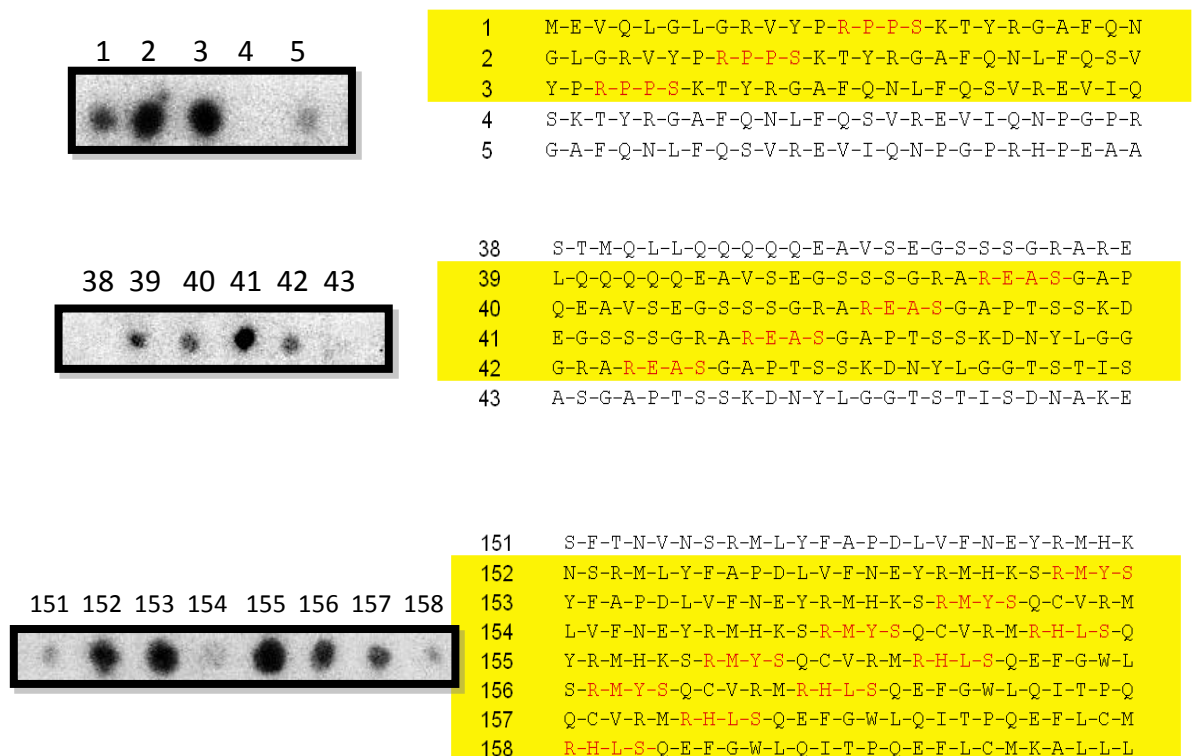 1 2 3 4 5
1 M-E-V-Q-L-G-L-G-R-V-Y-P-R-P-P-S-K-T-Y-R-G-A-F-Q-N
2 G-L-G-R-V-Y-P-R-P-P-S-K-T-Y-R-G-A-F-Q-N-L-F-Q-S-V
3 Y-P-R-P-P-S-K-T-Y-R-G-A-F-Q-N-L-F-Q-S-V-R-E-V-I-Q
4 S-K-T-Y-R-G-A-F-Q-N-L-F-Q-S-V-R-E-V-I-Q-N-P-G-P-R
5 G-A-F-Q-N-L-F-Q-S-V-R-E-V-I-Q-N-P-G-P-R-H-P-E-A-A
38 39 40 41 42 43
38 S-T-M-Q-L-L-Q-Q-Q-Q-Q-E-A-V-S-E-G-S-S-S-G-R-A-R-E
39 L-Q-Q-Q-Q-Q-E-A-V-S-E-G-S-S-S-G-R-A-R-E-A-S-G-A-P
40 Q-E-A-V-S-E-G-S-S-S-G-R-A-R-E-A-S-G-A-P-T-S-S-K-D
41 E-G-S-S-S-G-R-A-R-E-A-S-G-A-P-T-S-S-K-D-N-Y-L-G-G
42 G-R-A-R-E-A-S-G-A-P-T-S-S-K-D-N-Y-L-G-G-T-S-T-I-S
43 A-S-G-A-P-T-S-S-K-D-N-Y-L-G-G-T-S-T-I-S-D-N-A-K-E
151 152 153 154 155 156 157 158
151 S-F-T-N-V-N-S-R-M-L-Y-F-A-P-D-L-V-F-N-E-Y-R-M-H-K
152 N-S-R-M-L-Y-F-A-P-D-L-V-F-N-E-Y-R-M-H-K-S-R-M-Y-S
153 Y-F-A-P-D-L-V-F-N-E-Y-R-M-H-K-S-R-M-Y-S-Q-C-V-R-M
154 L-V-F-N-E-Y-R-M-H-K-S-R-M-Y-S-Q-C-V-R-M-R-H-L-S-Q
155 Y-R-M-H-K-S-R-M-Y-S-Q-C-V-R-M-R-H-L-S-Q-E-F-G-W-L
156 S-R-M-Y-S-Q-C-V-R-M-R-H-L-S-Q-E-F-G-W-L-Q-I-T-P-Q
157 Q-C-V-R-M-R-H-L-S-Q-E-F-G-W-L-Q-I-T-P-Q-E-F-L-C-M
158 R-H-L-S-Q-E-F-G-W-L-Q-I-T-P-Q-E-F-L-C-M-K-A-L-L-L